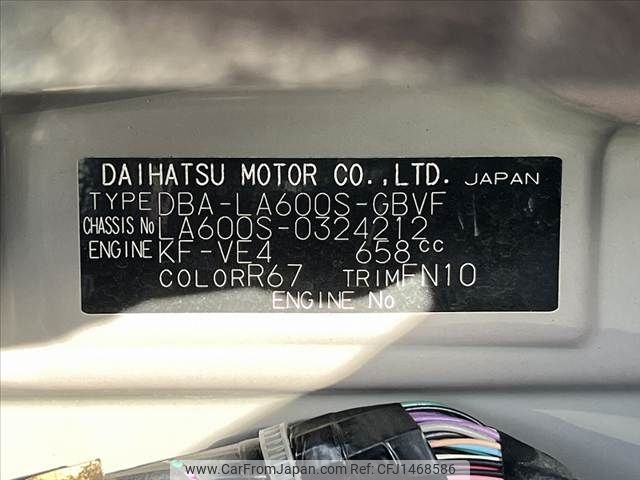 DAIHATSU MOTOR CO.,LTD. JAPAN
TYPE DBA-LA600S-GBVF
CHASSIS No LA600S-0324212
ENGINE KF-VE4 658cc
COLOR R67 TRIM FN10
ENGINE No
www.CarFromJapan.com | CFJ1468586